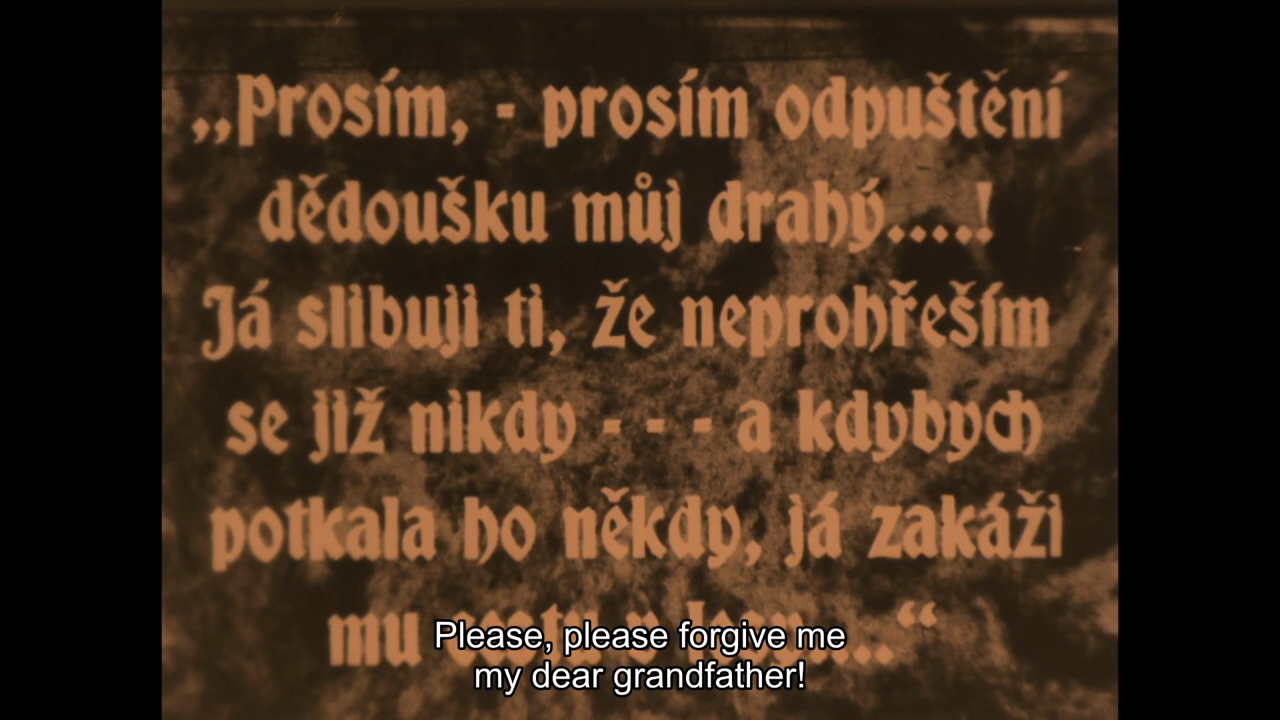 „Prosím, - prosím odpuštění
dědoušku můj drahý.....!
Já slibuji ti, že neprohřeším
se již nikdy - - - a kdybych
potkala ho někdy, já zakáži
mu
Please, please forgive me
my dear grandfather!